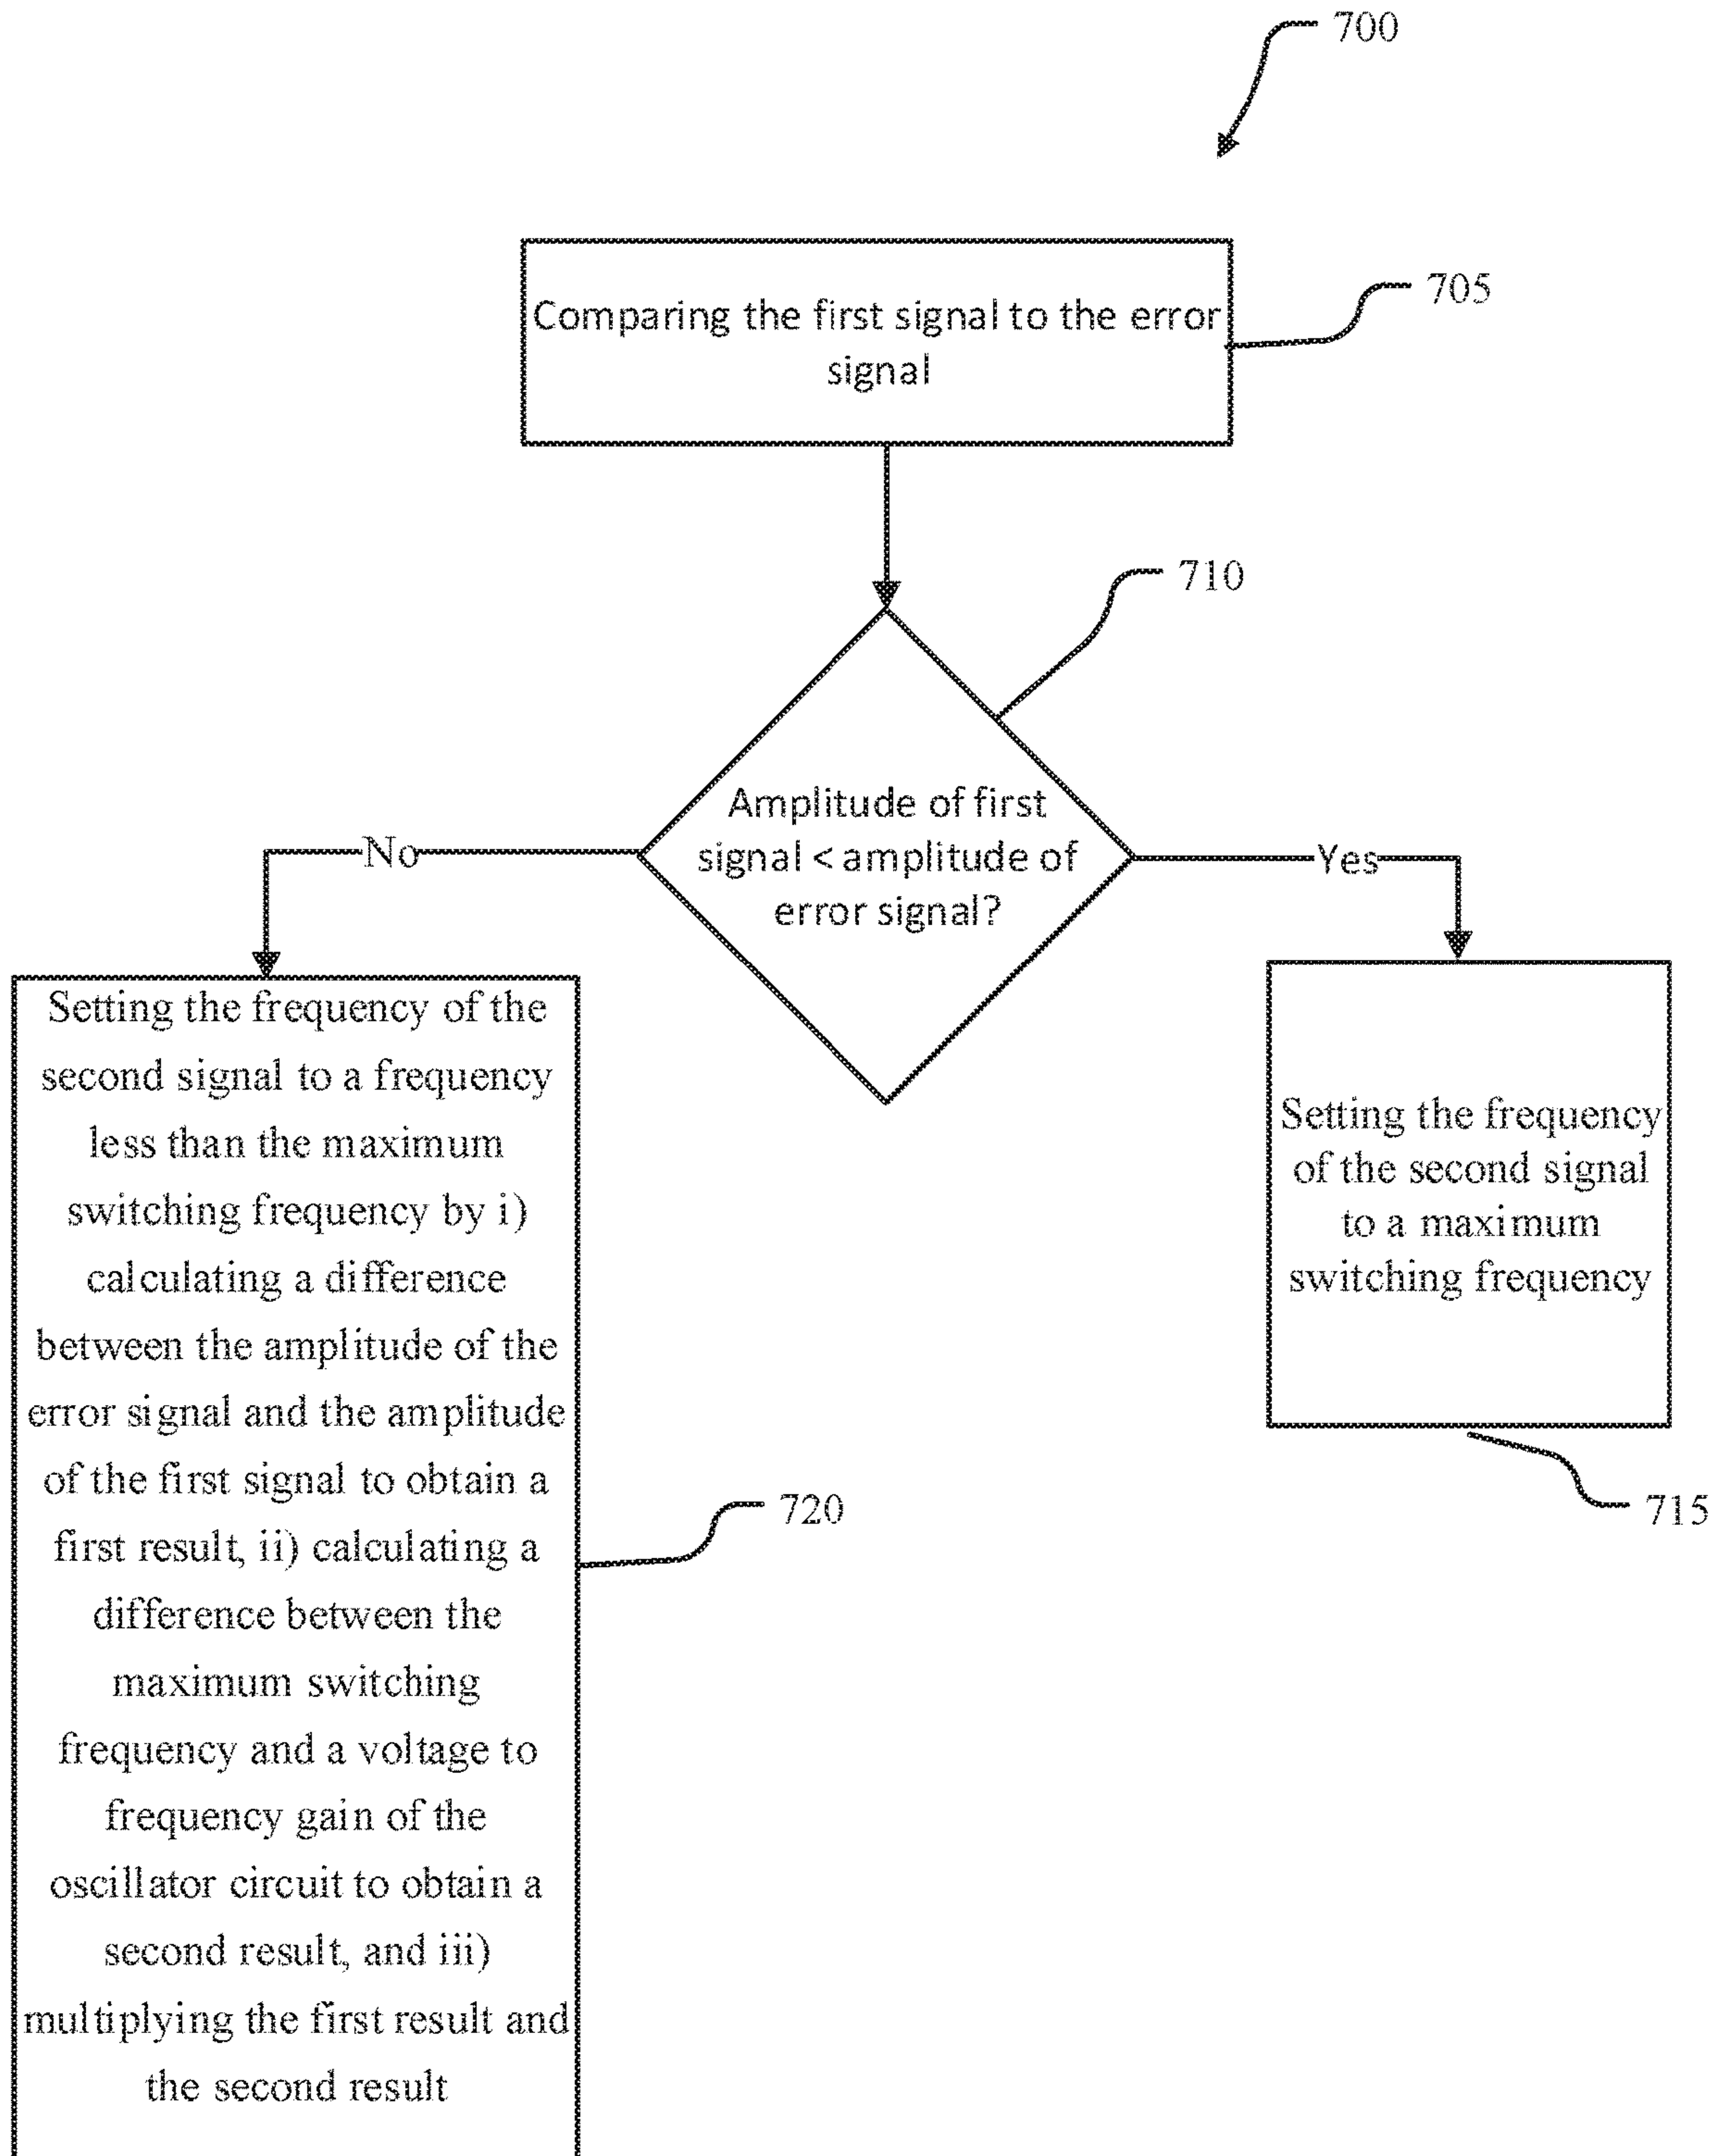 700
Comparing the first signal to the error
signal
705
710
Amplitude of first
signal < amplitude of
error signal?
No
Yes
Setting the frequency of the
second signal to a frequency
less than the maximum
switching frequency by i)
calculating a difference
between the amplitude of the
error signal and the amplitude
of the first signal to obtain a
first result, ii) calculating a
difference between the
maximum switching
frequency and a voltage to
frequency gain of the
oscillator circuit to obtain a
second result, and iii)
multiplying the first result and
the second result
720
Setting the frequency
of the second signal
to a maximum
switching frequency
715